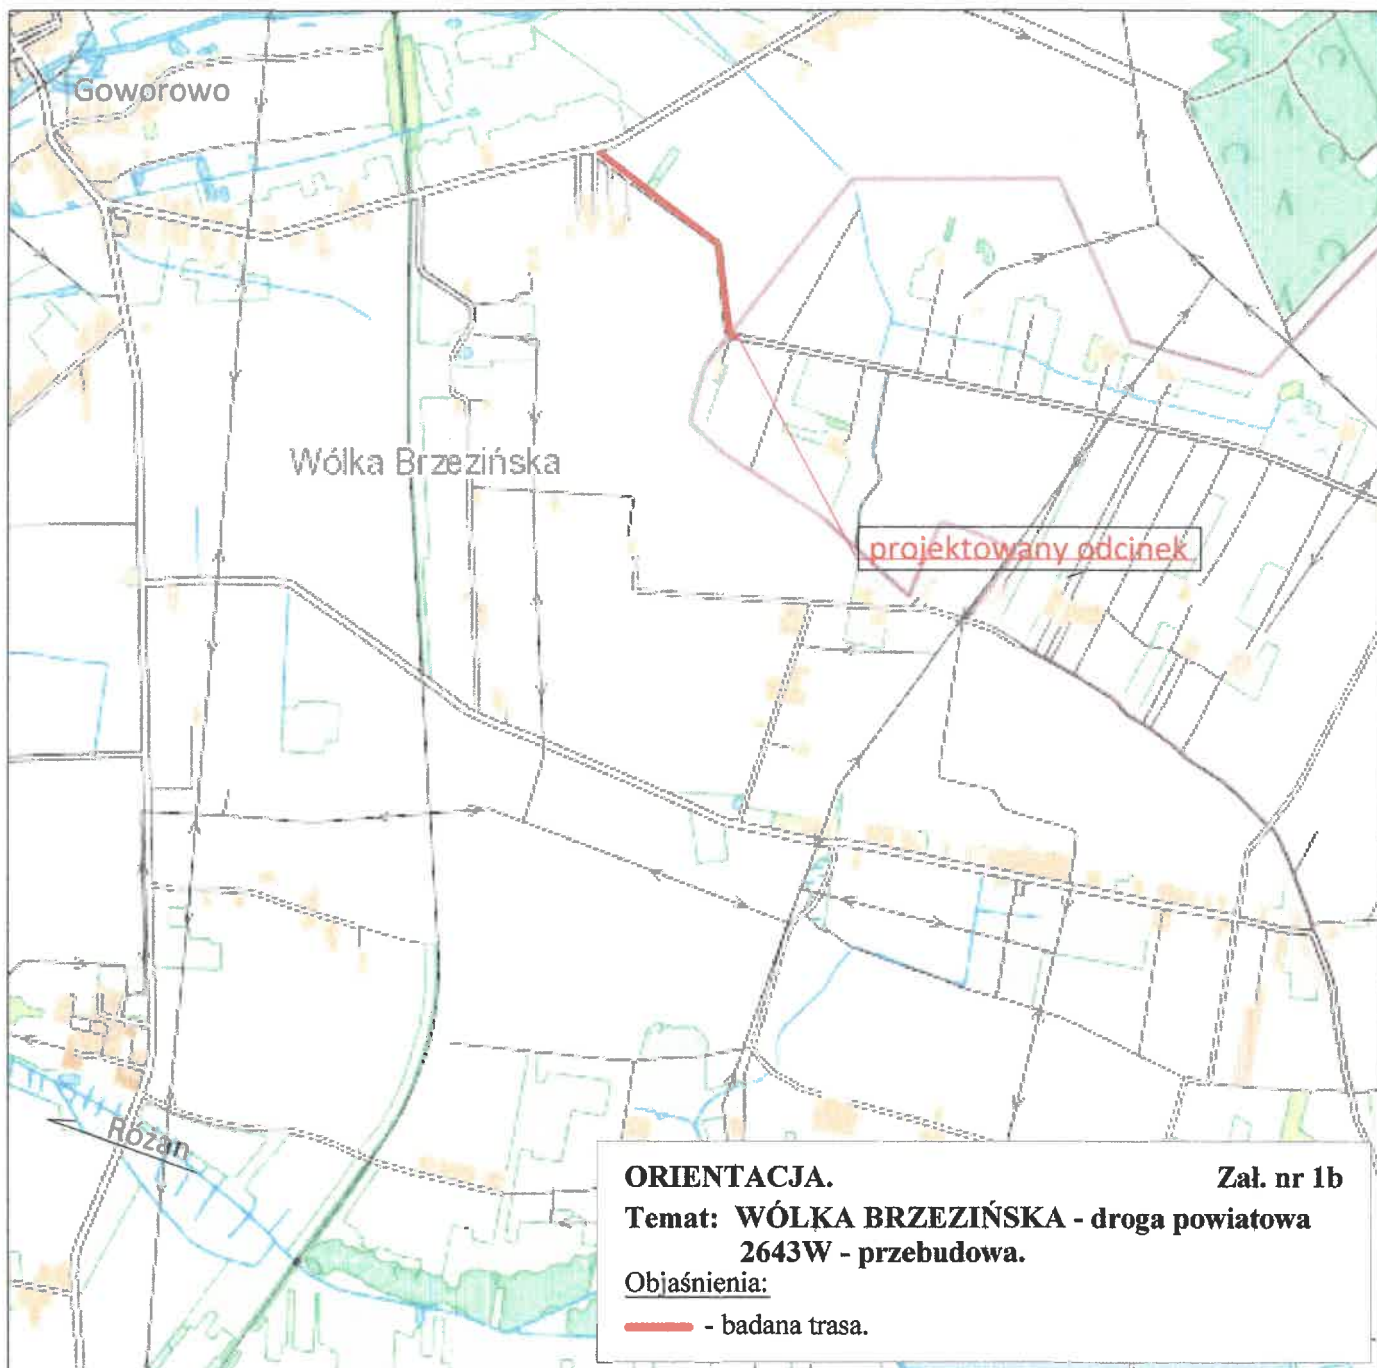 Goworowo
Wólka Brzezińska
projektowany odcinek
Różan
ORIENTACJA. Zał. nr 1b
Temat: WÓLKA BRZEZIŃSKA - droga powiatowa
2643W - przebudowa.
Objaśnienia:
- badana trasa.